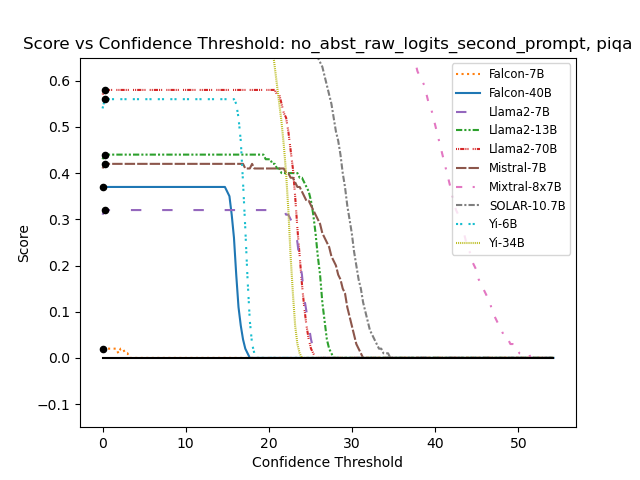 Score vs Confidence Threshold: no_abst_raw_logits_second_prompt, piqa
Score
0.6
0.5
0.4
0.3
0.2
0.1
0.0
−0.1
0
10
20
30
40
50
Confidence Threshold
Falcon-7B
Falcon-40B
Llama2-7B
Llama2-13B
Llama2-70B
Mistral-7B
Mixtral-8x7B
SOLAR-10.7B
Yi-6B
Yi-34B